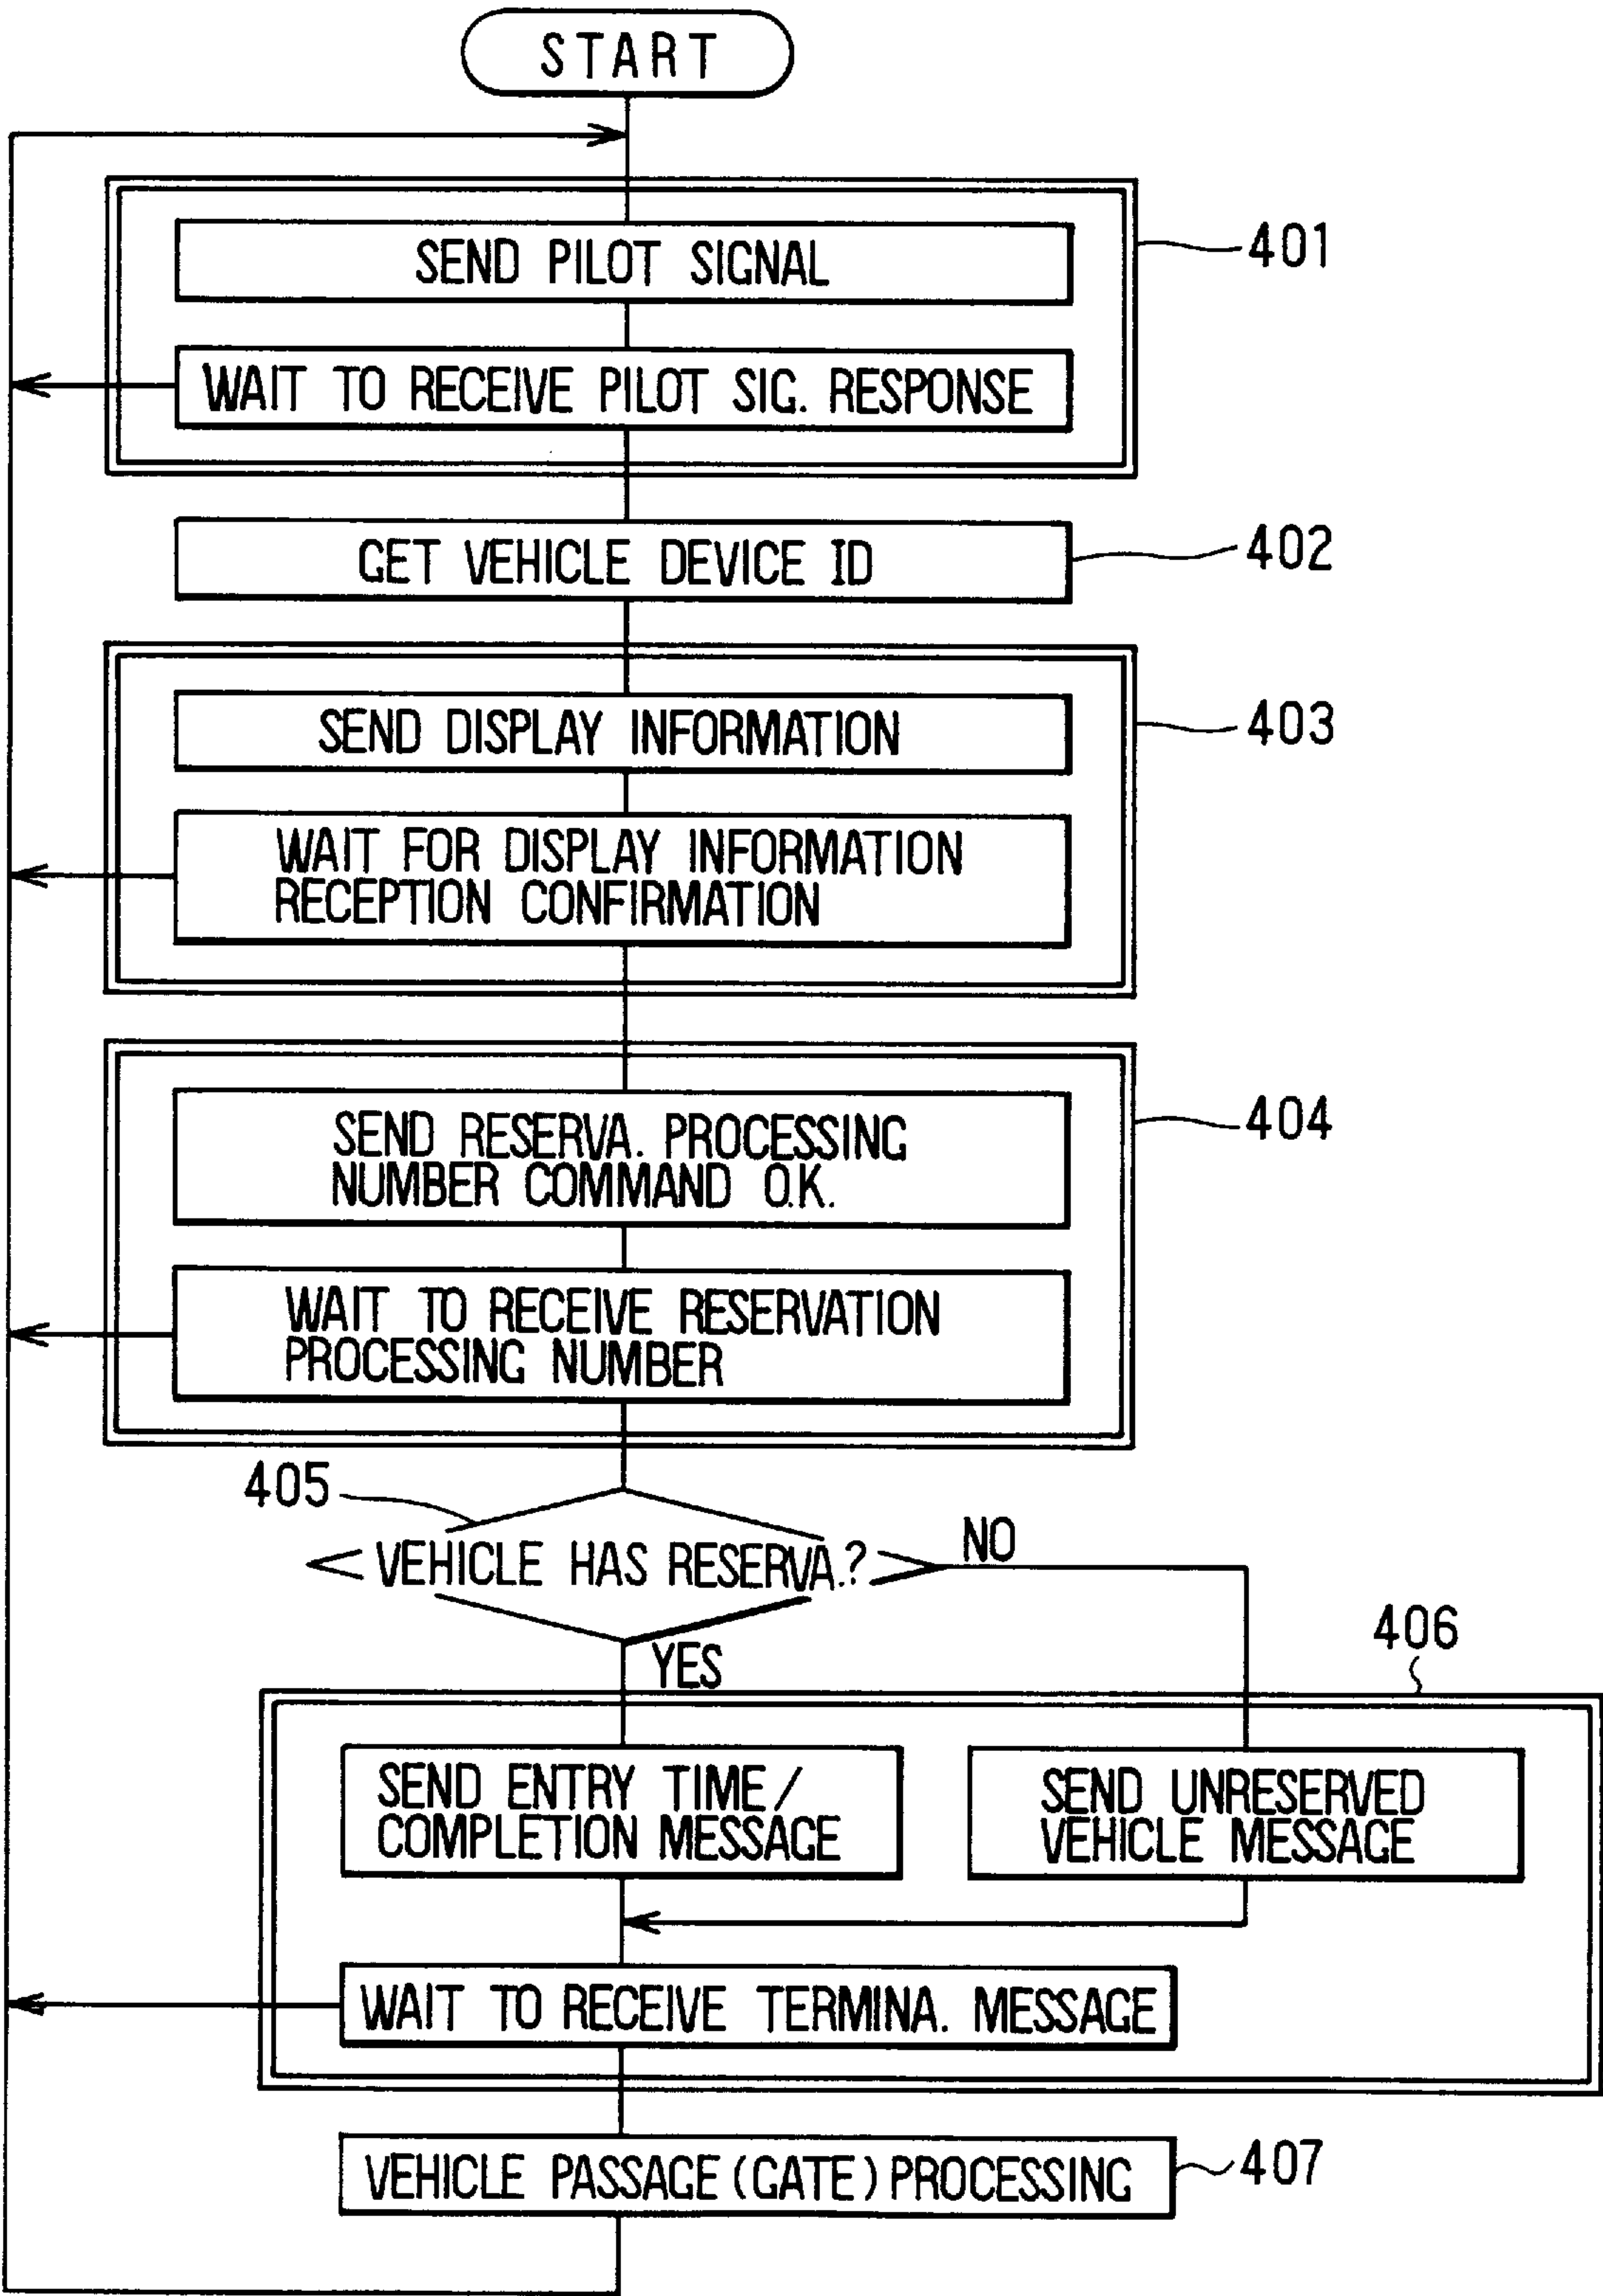 START
SEND PILOT SIGNAL
401
WAIT TO RECEIVE PILOT SIG. RESPONSE
GET VEHICLE DEVICE ID
402
SEND DISPLAY INFORMATION
403
WAIT FOR DISPLAY INFORMATION
RECEPTION CONFIRMATION
SEND RESERVA. PROCESSING
NUMBER COMMAND O.K.
404
WAIT TO RECEIVE RESERVATION
PROCESSING NUMBER
405
VEHICLE HAS RESERVA.?
NO
YES
406
SEND ENTRY TIME/
COMPLETION MESSAGE
SEND UNRESERVED
VEHICLE MESSAGE
WAIT TO RECEIVE TERMINA. MESSAGE
VEHICLE PASSAGE (GATE) PROCESSING
407